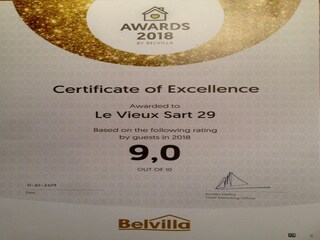 AWARDS
2018
BY BELVILLA
Certificate of Excellence
Awarded to
Le Vieux Sart 29
Based on the following rating
by guests in 2018
9,0
OUT OF 10
Belvilla